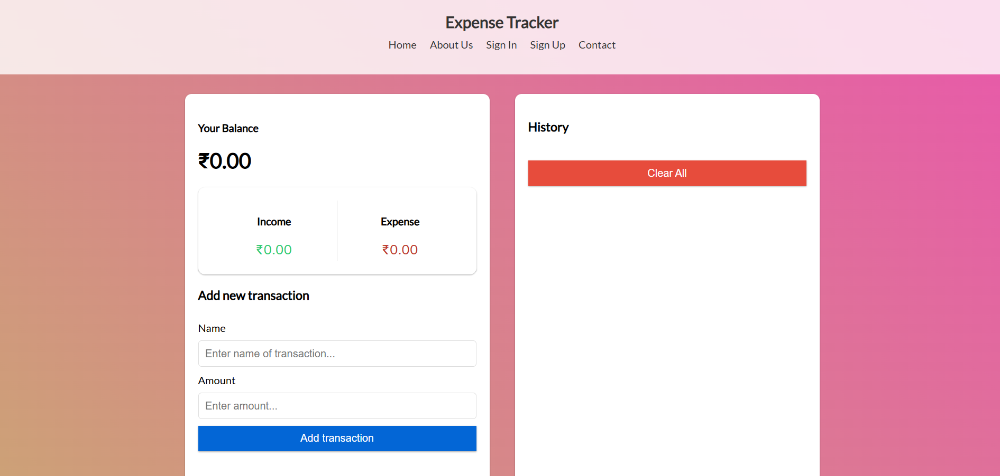 Expense Tracker
Home About Us Sign In Sign Up Contact
Your Balance
₹0.00
Income Expense
₹0.00 ₹0.00
Add new transaction
Name
Enter name of transaction...
Amount
Enter amount...
Add transaction
History
Clear All